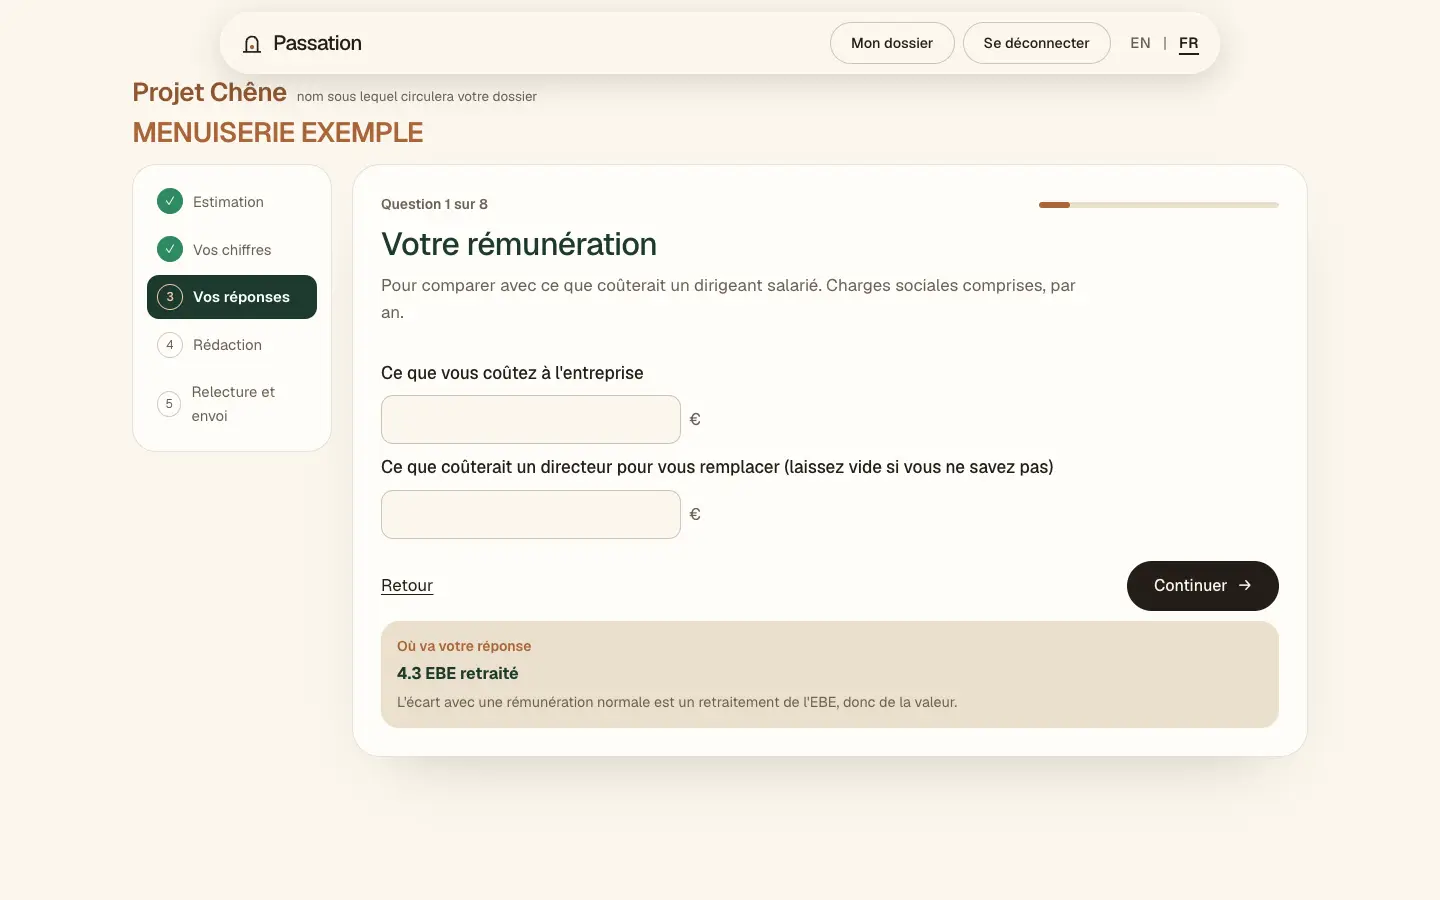 Passation
Mon dossier
Se déconnecter
EN | FR
Projet Chêne nom sous lequel circulera votre dossier
MENUISERIE EXEMPLE
Estimation
Vos chiffres
3 Vos réponses
4 Rédaction
5 Relecture et
envoi
Question 1 sur 8
Votre rémunération
Pour comparer avec ce que coûterait un dirigeant salarié. Charges sociales comprises, par
an.
Ce que vous coûtez à l'entreprise
€
Ce que coûterait un directeur pour vous remplacer (laissez vide si vous ne savez pas)
€
Retour
Continuer →
Où va votre réponse
4.3 EBE retraité
L'écart avec une rémunération normale est un retraitement de l'EBE, donc de la valeur.